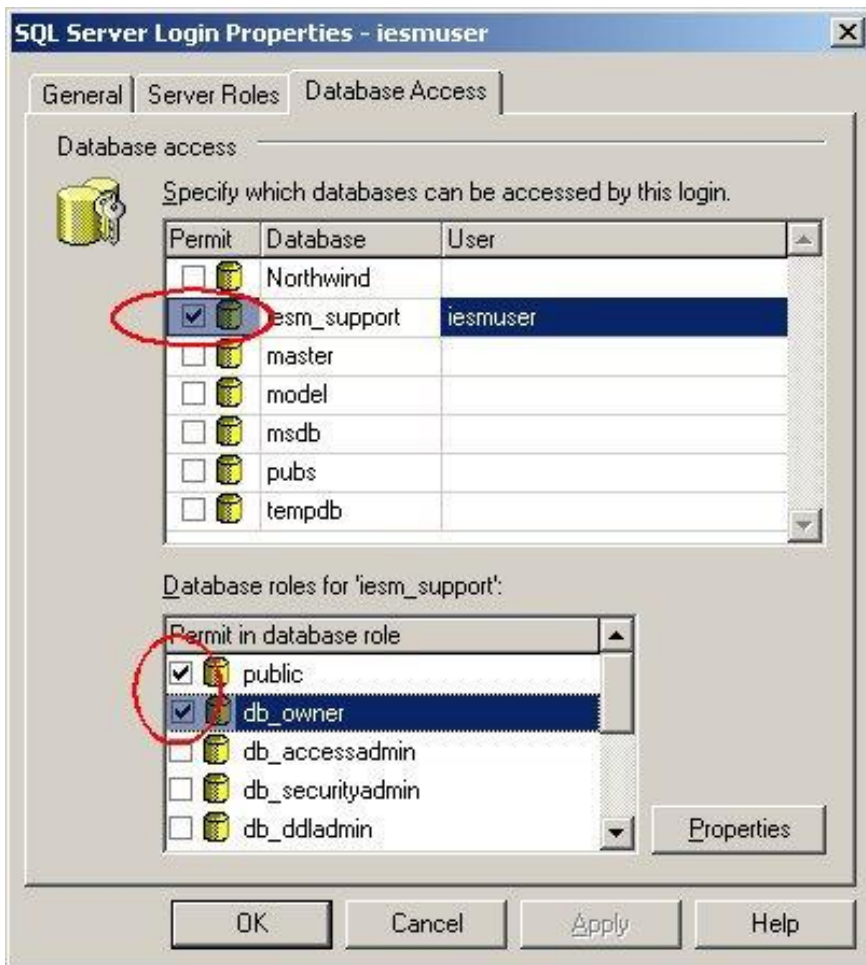 SQL Server Login Properties - iesmuser
General Server Roles Database Access
Database access
Specify which databases can be accessed by this login.
Permit Database User
Northwind
iesm_support iesmuser
master
model
msdb
pubs
tempdb
Database roles for 'iesm_support':
Permit in database role
public
db_owner
db_accessadmin
db_securityadmin
db_ddladmin
Properties
OK Cancel Apply Help